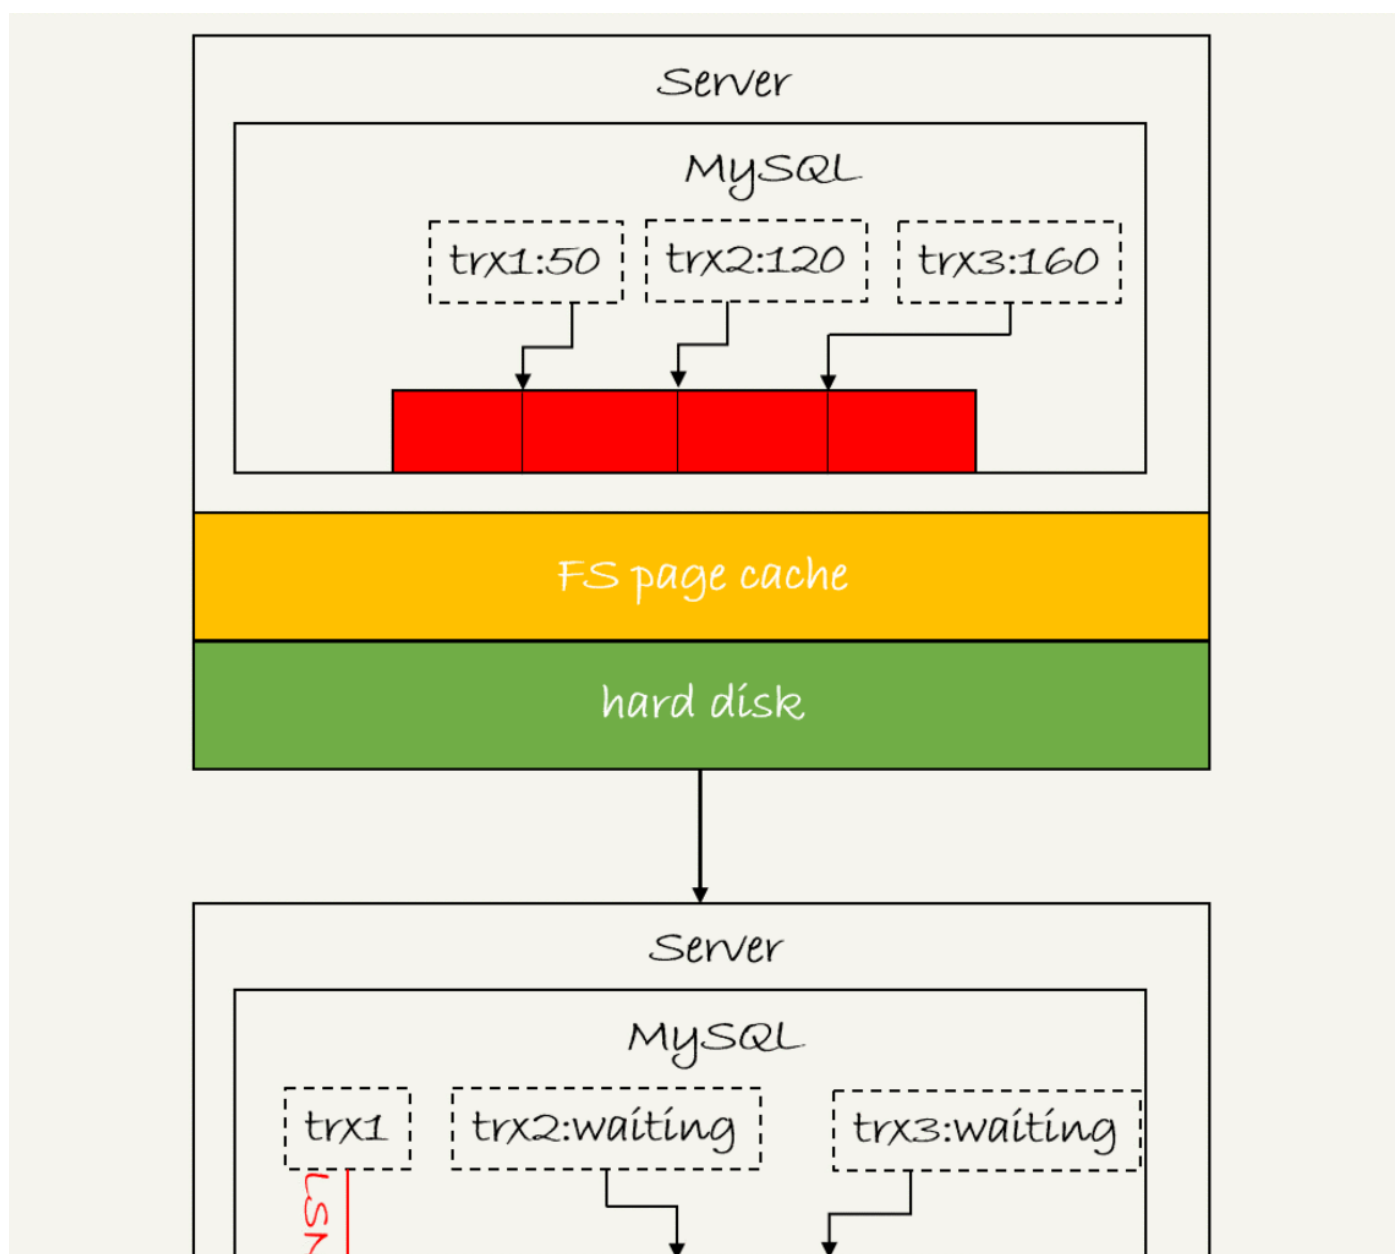 Server
MySQL
trx1:50 trx2:120 trx3:160
FS page cache
hard disk
Server
MySQL
trx1 trx2:waiting trx3:waiting
LS